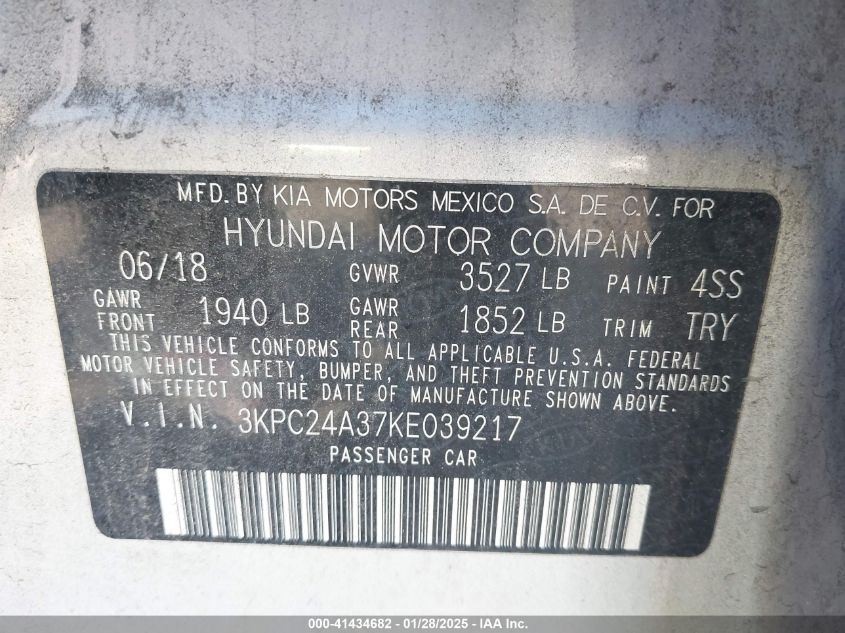 MFD. BY KIA MOTORS MEXICO S.A. DE C.V. FOR
HYUNDAI MOTOR COMPANY
06/18 GVWR 3527 LB PAINT 4SS
GAWR FRONT 1940 LB GAWR REAR 1852 LB TRIM TRY
THIS VEHICLE CONFORMS TO ALL APPLICABLE U.S.A. FEDERAL
MOTOR VEHICLE SAFETY, BUMPER, AND THEFT PREVENTION STANDARDS
IN EFFECT ON THE DATE OF MANUFACTURE SHOWN ABOVE.
V.I.N. 3KPC24A37KE039217
PASSENGER CAR
000-41434682 - 01/28/2025 - IAA Inc.